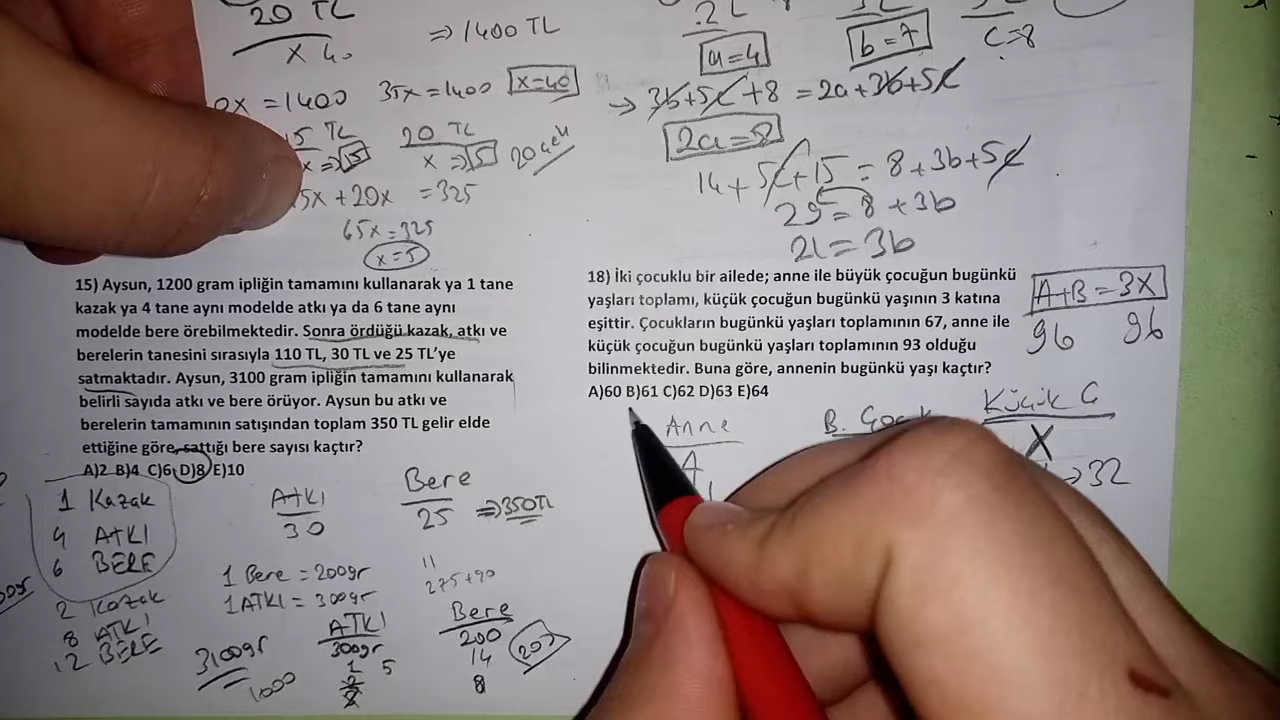 20 TL
x 40
⇒ 1400 TL
0x = 1400 35x = 1400 x=40
15 TL 20 TL
x ⇒ 5 x ⇒ 5 20 adet
5x + 20x = 325
65x = 325
x = 5
15) Aysun, 1200 gram ipliğin tamamını kullanarak ya 1 tane
kazak ya 4 tane aynı modelde atkı ya da 6 tane aynı
modelde bere örebilmektedir. Sonra ördüğü kazak, atkı ve
berelerin tanesini sırasıyla 110 TL, 30 TL ve 25 TL'ye
satmaktadır. Aysun, 3100 gram ipliğin tamamını kullanarak
belirli sayıda atkı ve bere örüyor. Aysun bu atkı ve
berelerin tamamının satışından toplam 350 TL gelir elde
ettiğine göre, sattığı bere sayısı kaçtır?
A)2 B)4 C)6 D)8 E)10
1 Kazak
4 ATKI
6 BERE
2 Kazak
8 ATKI
12 BERE
ATKI Bere
30 25 ⇒ 350TL
1 Bere = 200gr
1 ATKI = 300gr
11
275+90
3100gr
1000
ATKI Bere
300gr 200
1 5 14
2 8
a=4 b=7 c=8
→ 3b+5c+8 = 2a+3b+5c
2a=8
14+5c+15 = 8+3b+5c
29 = 8+3b
21 = 3b
18) İki çocuklu bir ailede; anne ile büyük çocuğun bugünkü
yaşları toplamı, küçük çocuğun bugünkü yaşının 3 katına
eşittir. Çocukların bugünkü yaşları toplamının 67, anne ile
küçük çocuğun bugünkü yaşları toplamının 93 olduğu
bilinmektedir. Buna göre, annenin bugünkü yaşı kaçtır?
A)60 B)61 C)62 D)63 E)64
A+B = 3X
96 96
Anne B. Çocuk Küçük Ç
A X
→ 32